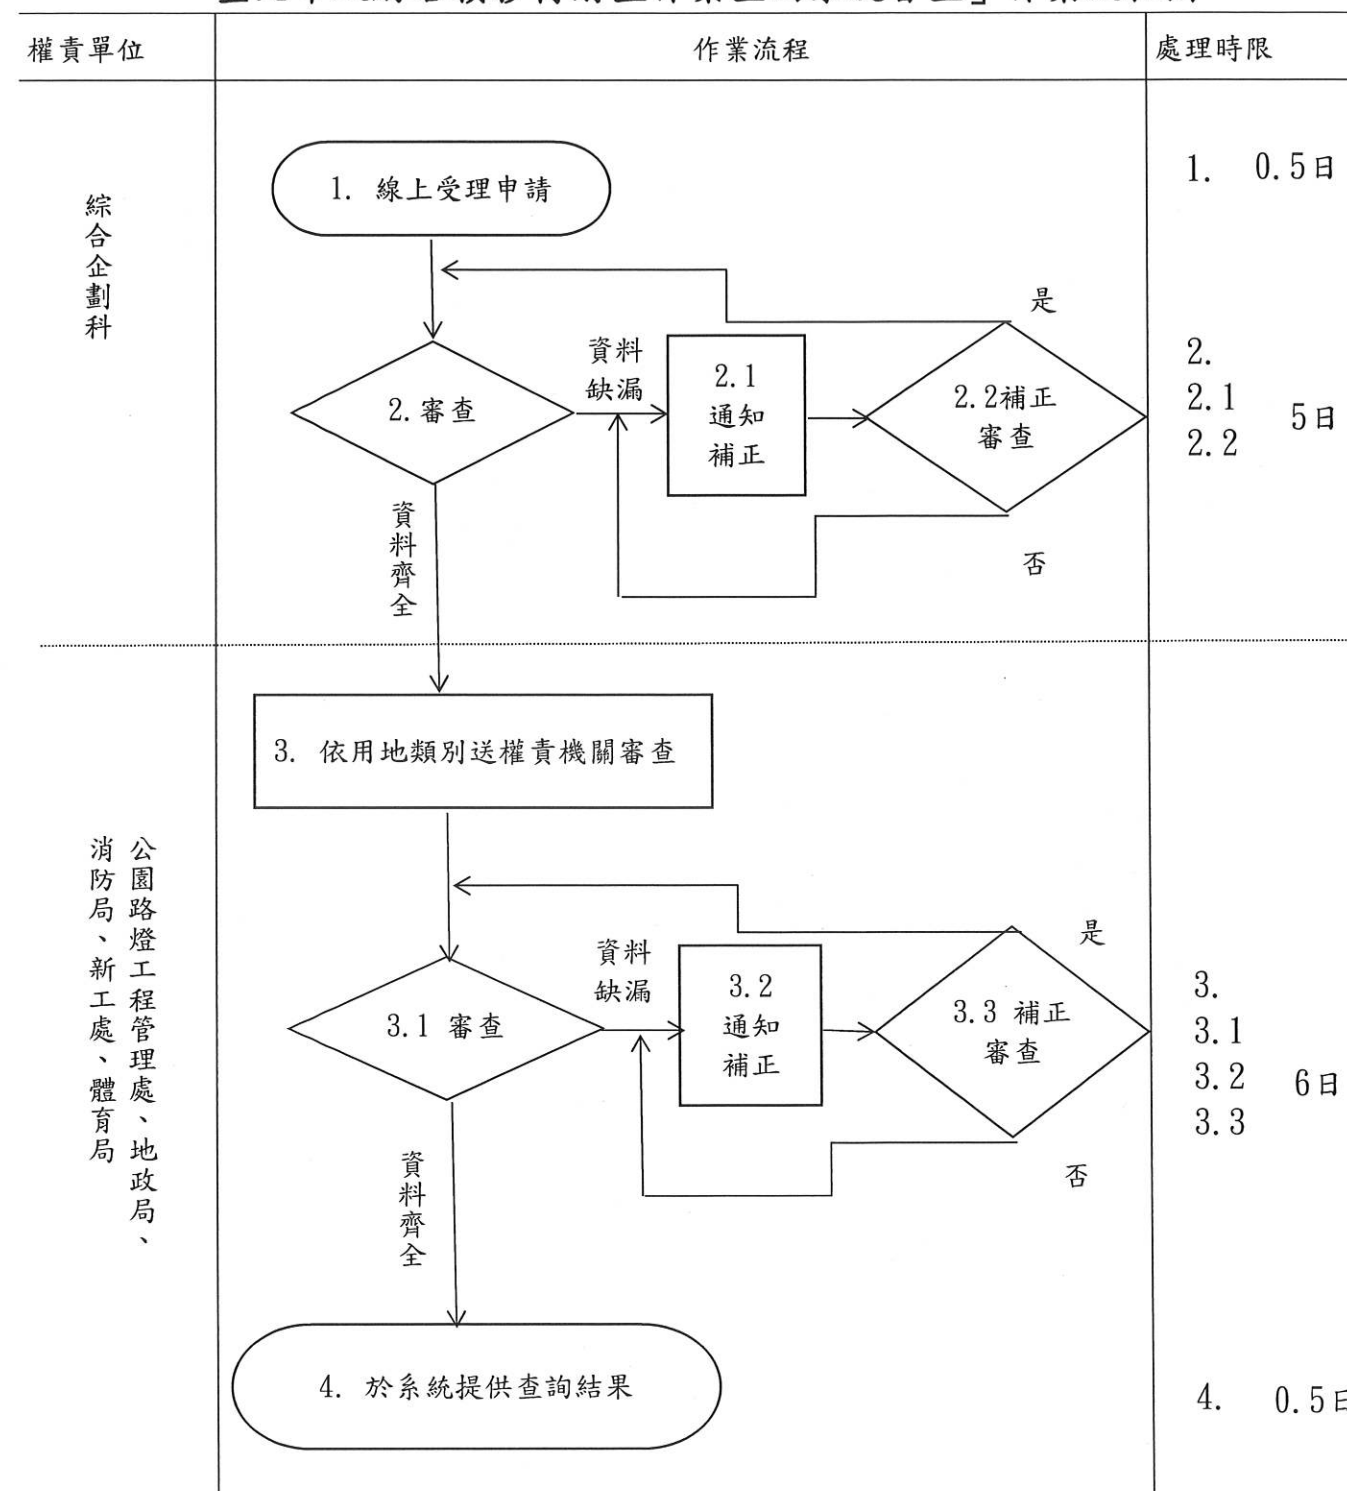 權責單位
作業流程
處理時限
綜合企劃科
1. 線上受理申請
1. 0.5日
是
資料
缺漏
2.審查
2.1
通知
補正
2.2補正
審查
2.
2.1
2.2
5日
否
資料齊全
3. 依用地類別送權責機關審查
公園路燈工程管理處、地政局、
消防局、新工處、體育局
是
資料
缺漏
3.1 審查
3.2
通知
補正
3.3 補正
審查
3.
3.1
3.2
3.3
6日
否
資料齊全
4. 於系統提供查詢結果
4. 0.5日